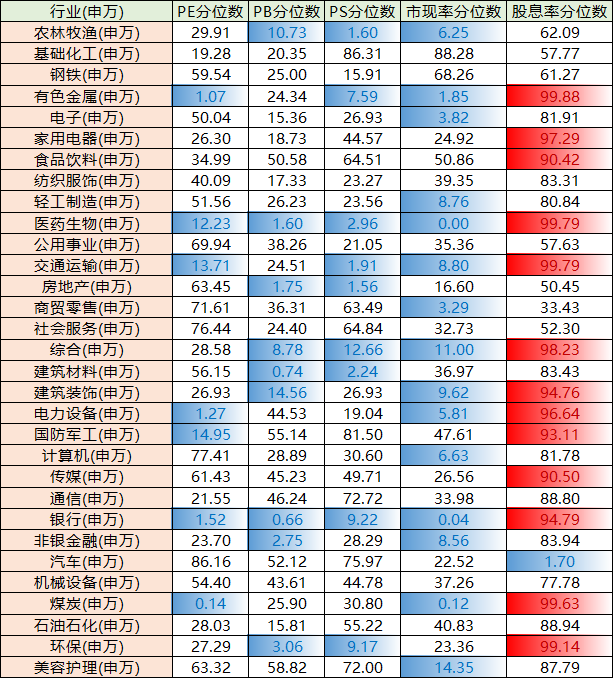 行业(申万) PE分位数 PB分位数 PS分位数 市现率分位数 股息率分位数
农林牧渔(申万) 29.91 10.73 1.60 6.25 62.09
基础化工(申万) 19.28 20.35 86.31 88.28 57.77
钢铁(申万) 59.54 25.00 15.91 68.26 61.27
有色金属(申万) 1.07 24.34 7.59 1.85 99.88
电子(申万) 50.04 15.36 26.93 3.82 81.91
家用电器(申万) 26.30 18.73 44.57 24.92 97.29
食品饮料(申万) 34.99 50.58 64.51 50.86 90.42
纺织服饰(申万) 40.09 17.33 23.27 39.35 83.31
轻工制造(申万) 51.56 26.23 23.56 8.76 80.84
医药生物(申万) 12.23 1.60 2.96 0.00 99.79
公用事业(申万) 69.94 38.26 21.05 35.36 57.63
交通运输(申万) 13.71 24.51 1.91 8.80 99.79
房地产(申万) 63.45 1.75 1.56 16.60 50.45
商贸零售(申万) 71.61 36.31 63.49 3.29 33.43
社会服务(申万) 76.44 24.40 64.84 32.73 52.30
综合(申万) 28.58 8.78 12.66 11.00 98.23
建筑材料(申万) 56.15 0.74 2.24 36.97 83.43
建筑装饰(申万) 26.93 14.56 26.93 9.62 94.76
电力设备(申万) 1.27 44.53 19.04 5.81 96.64
国防军工(申万) 14.95 55.14 81.50 47.61 93.11
计算机(申万) 77.41 28.89 30.60 6.63 81.78
传媒(申万) 61.43 45.23 49.71 26.56 90.50
通信(申万) 21.55 46.24 72.72 33.98 88.80
银行(申万) 1.52 0.66 9.22 0.04 94.79
非银金融(申万) 23.70 2.75 28.29 8.56 83.94
汽车(申万) 86.16 52.12 75.97 22.52 1.70
机械设备(申万) 54.40 43.61 44.78 37.26 77.78
煤炭(申万) 0.14 25.90 30.80 0.12 99.63
石油石化(申万) 28.03 15.81 55.22 40.83 88.94
环保(申万) 27.29 3.06 9.17 23.36 99.14
美容护理(申万) 63.32 58.82 72.00 14.35 87.79